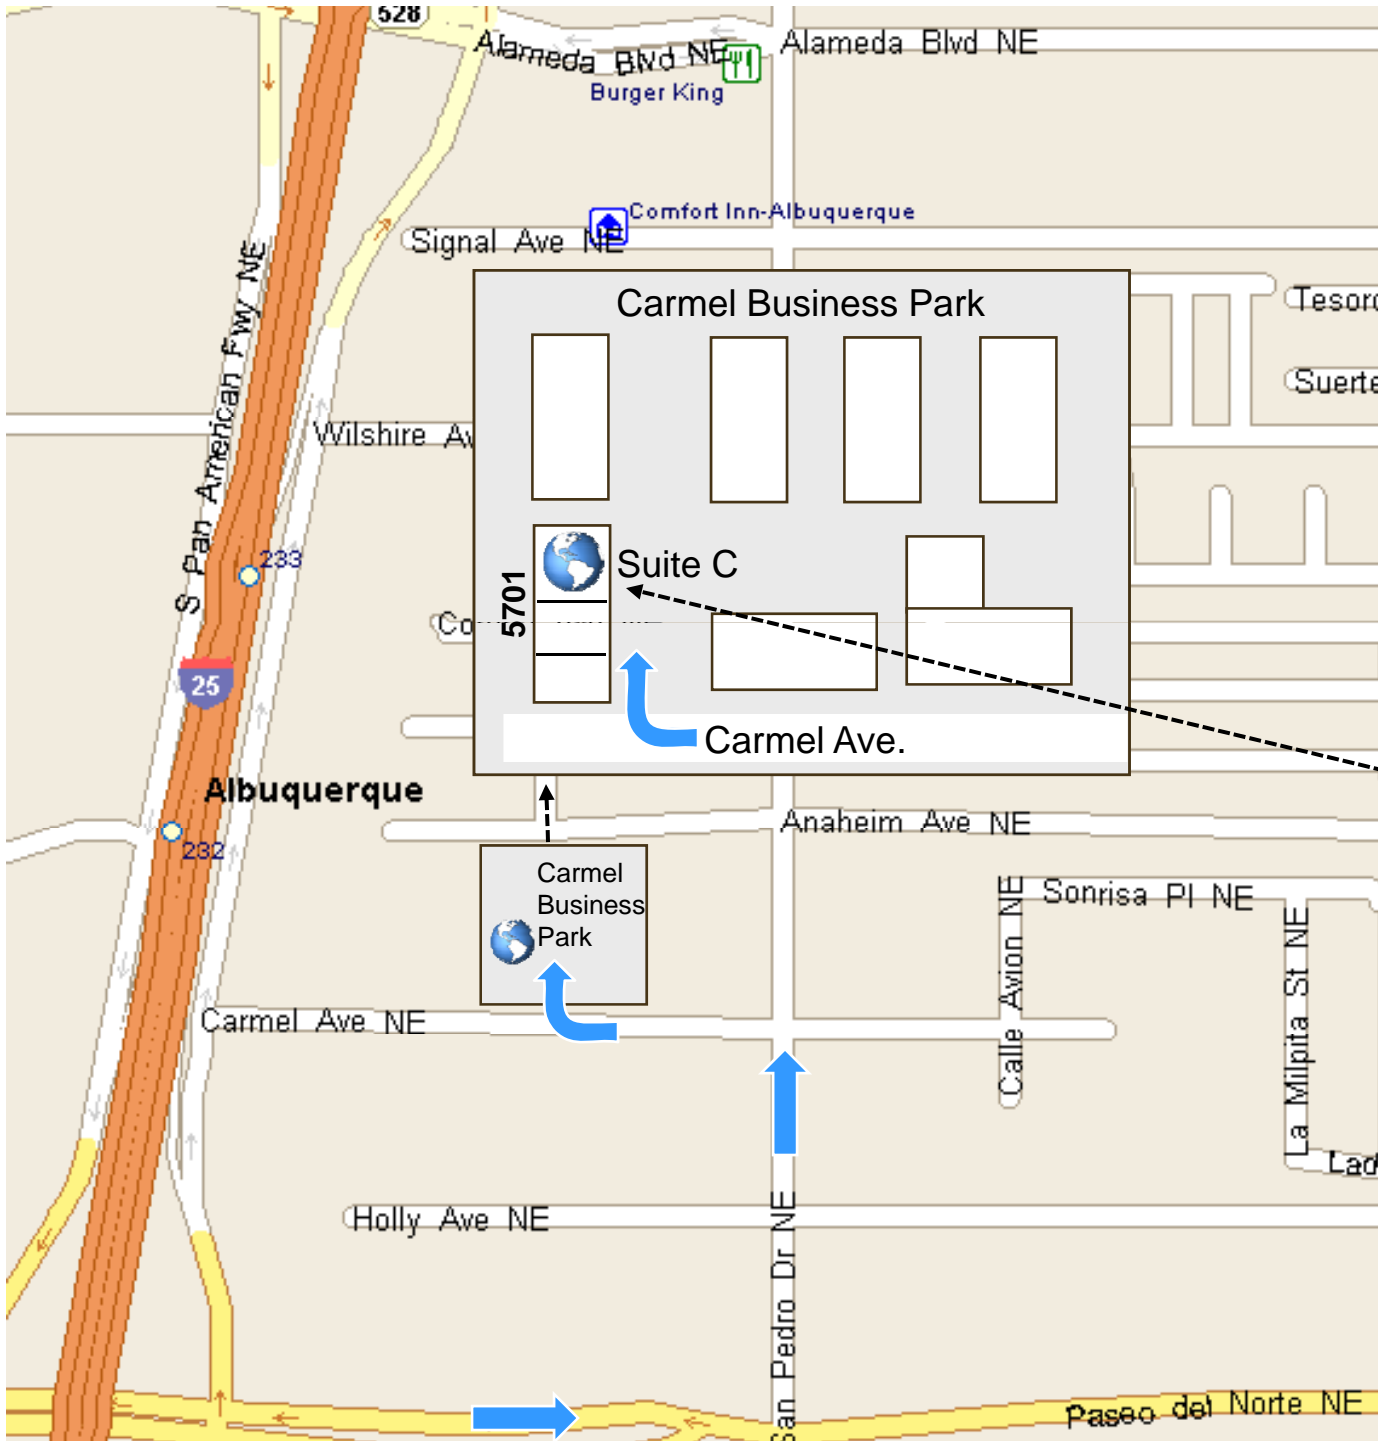 528
Alameda Blvd NE
Alameda Blvd NE
Burger King
Comfort Inn-Albuquerque
Signal Ave NE
Carmel Business Park
Tesoro
Suerte
S Pan American Fwy NE
Wilshire Av
233
Suite C
5701
Co
25
Carmel Ave.
Albuquerque
Anaheim Ave NE
232
Carmel
Business
Park
Sonrisa Pl NE
Calle Avion NE
La Milpita St NE
Carmel Ave NE
Lad
Holly Ave NE
San Pedro Dr NE
Paseo del Norte NE